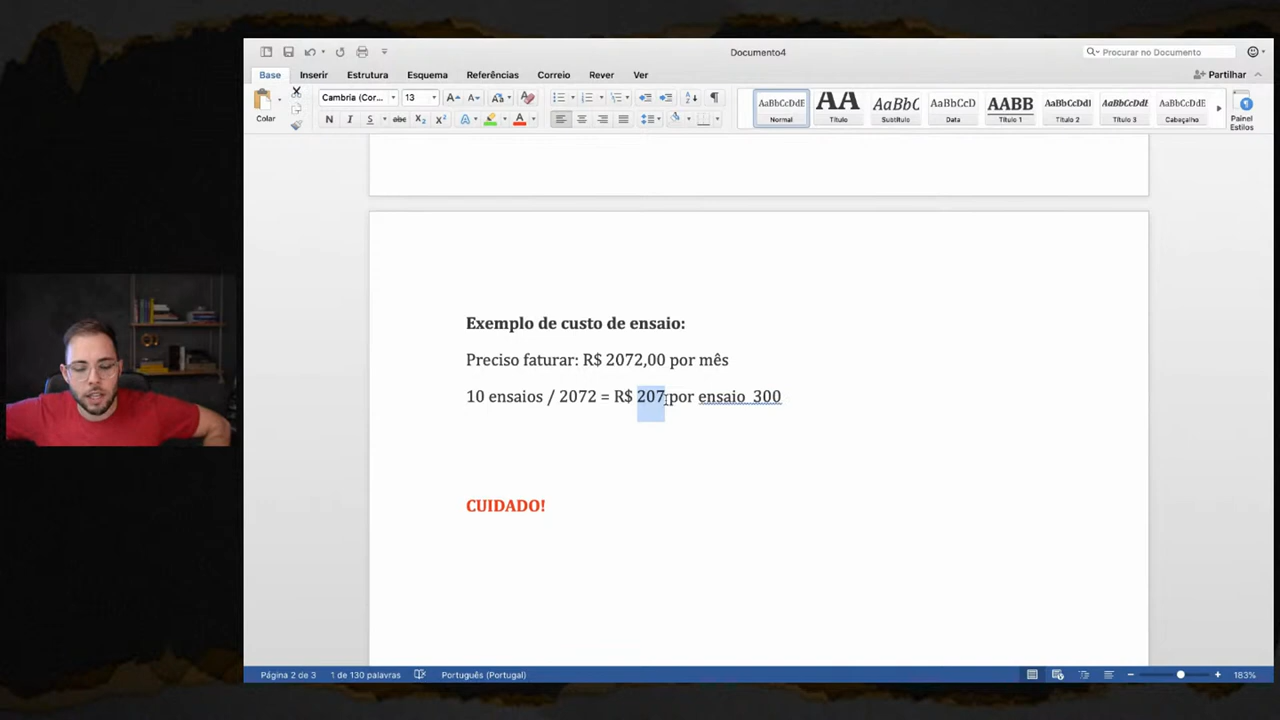 Documento4
Procurar no Documento
Base Inserir Estrutura Esquema Referências Correio Rever Ver
Partilhar
Colar
Cambria (Cor... 13
N I S abc X₂ X²
AaBbCcDdE AA AaBbC AaBbCcD AABB AaBbCcDdI AaBbCcDdE AaBbCcDdE
Normal Título Subtítulo Data Título 1 Título 2 Título 3 Cabeçalho
Painel
Estilos
Exemplo de custo de ensaio:
Preciso faturar: R$ 2072,00 por mês
10 ensaios / 2072 = R$ 207 por ensaio 300
CUIDADO!
Página 2 de 3 1 de 130 palavras Português (Portugal) 183%